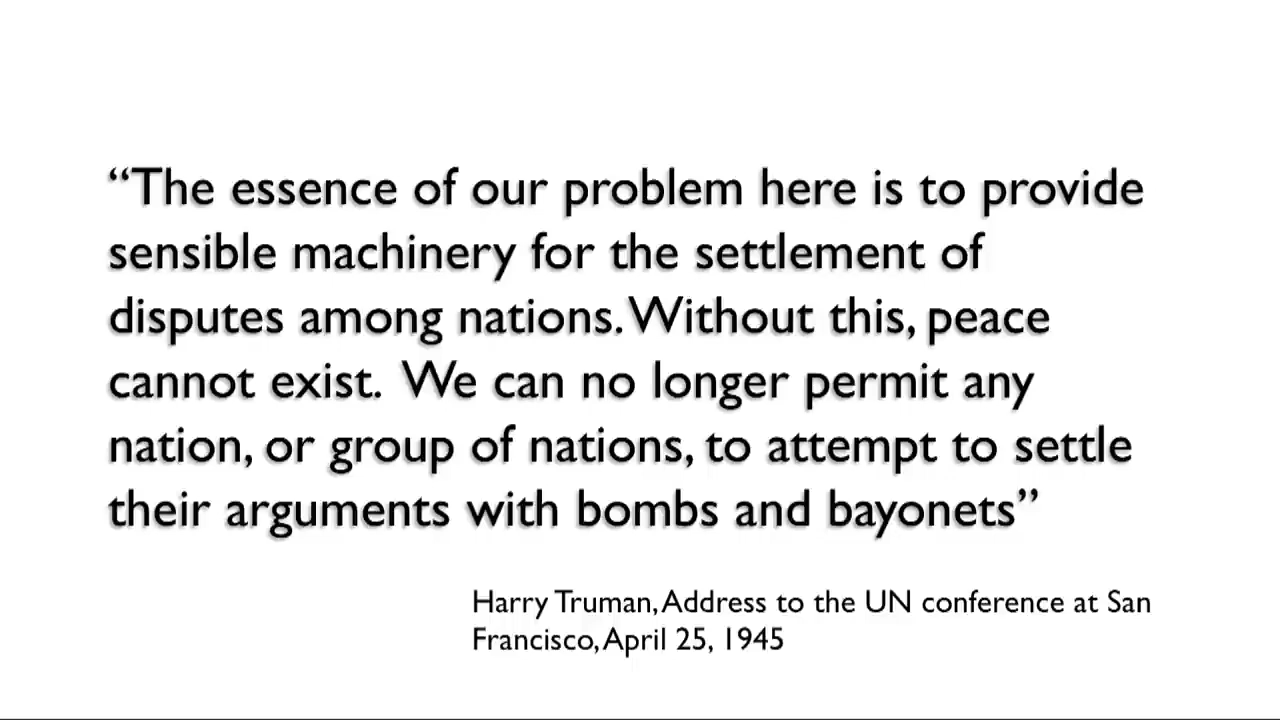 “The essence of our problem here is to provide
sensible machinery for the settlement of
disputes among nations. Without this, peace
cannot exist.  We can no longer permit any
nation, or group of nations, to attempt to settle
their arguments with bombs and bayonets”
Harry Truman, Address to the UN conference at San
Francisco, April 25, 1945